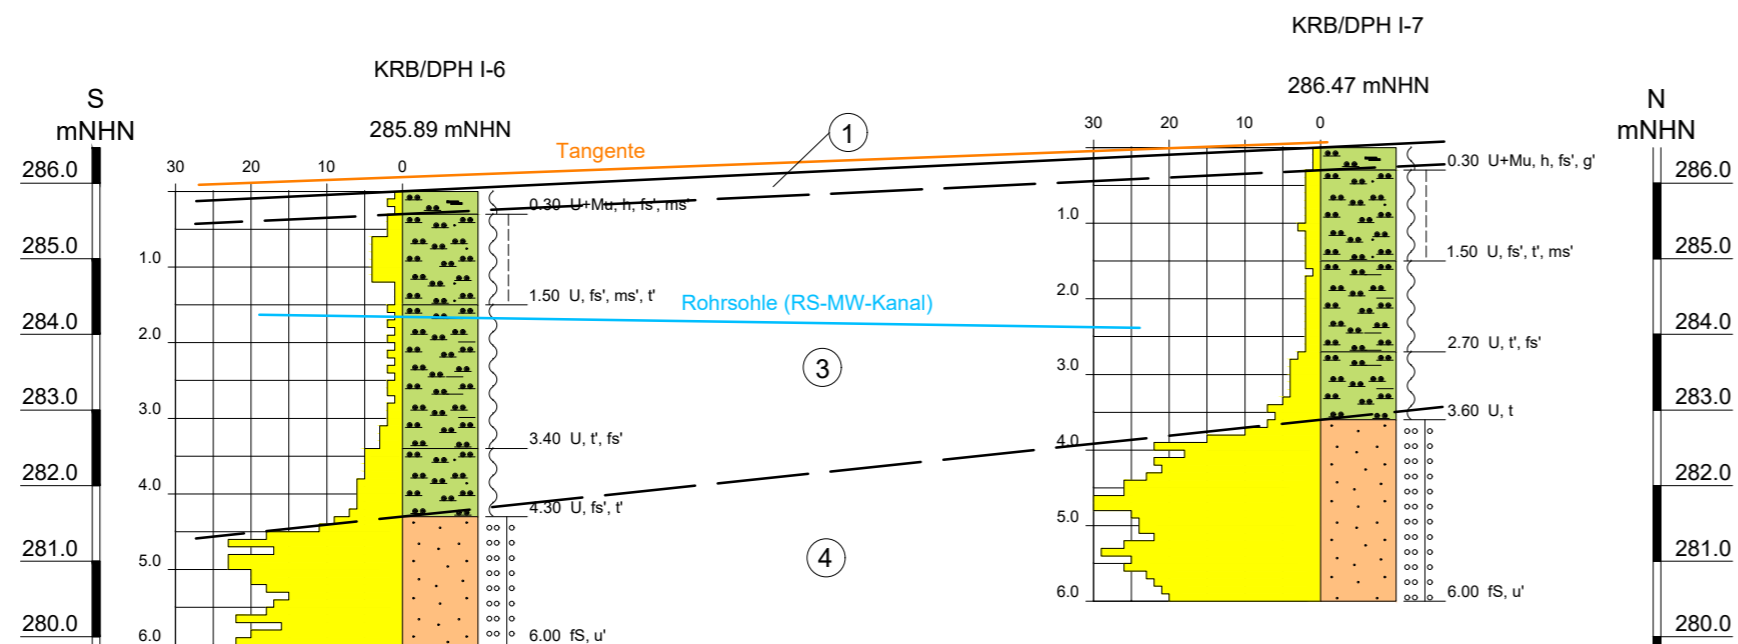 KRB/DPH I-7
KRB/DPH I-6
286.47 mNHN
S
mNHN
285.89 mNHN
N
mNHN
1
Tangente
30 20 10 0
30 20 10 0
286.0
285.0
284.0
283.0
282.0
281.0
280.0
1.0
2.0
3.0
4.0
5.0
6.0
0.30 U+Mu, h, fs', ms'
1.50 U, fs', ms', t'
3.40 U, t', fs'
4.30 U, fs', t'
6.00 fS, u'
Rohrsohle (RS-MW-Kanal)
3
4
1.0
2.0
3.0
4.0
5.0
6.0
0.30 U+Mu, h, fs', g'
1.50 U, fs', t', ms'
2.70 U, t', fs'
3.60 U, t
6.00 fS, u'
286.0
285.0
284.0
283.0
282.0
281.0
280.0